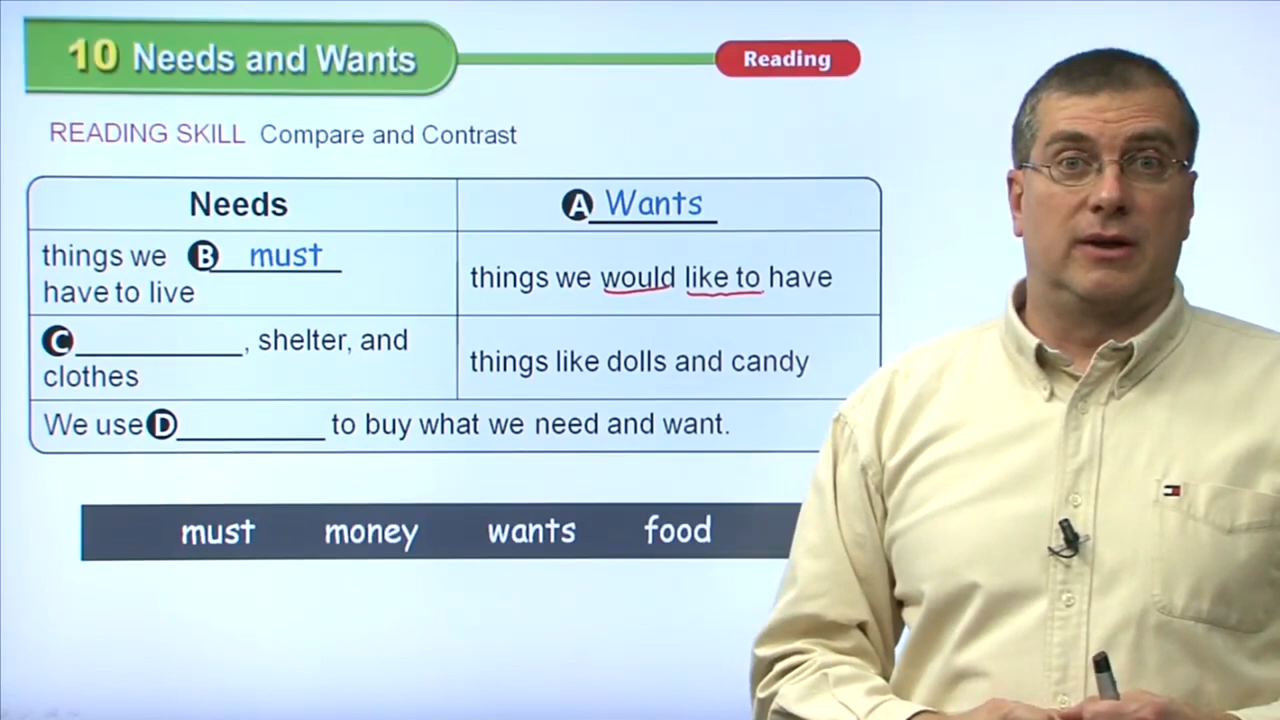 10 Needs and Wants
Reading
READING SKILL Compare and Contrast
Needs
A Wants
things we B must
have to live
things we would like to have
C __________, shelter, and
clothes
things like dolls and candy
We use D __________ to buy what we need and want.
must money wants food